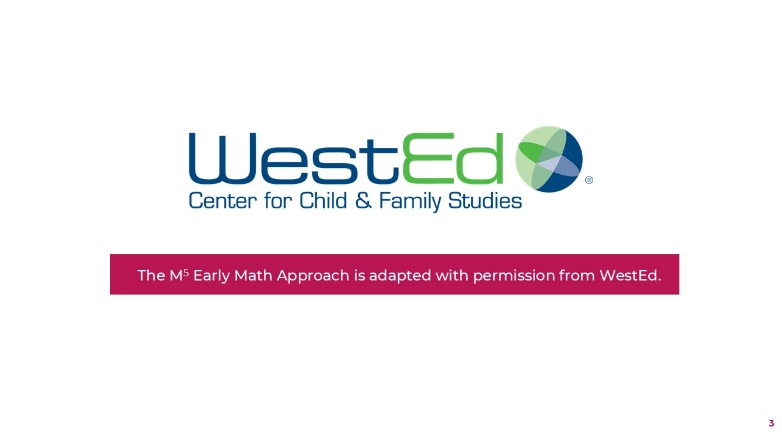 WestEd ®
Center for Child & Family Studies
The M⁵ Early Math Approach is adapted with permission from WestEd.
3